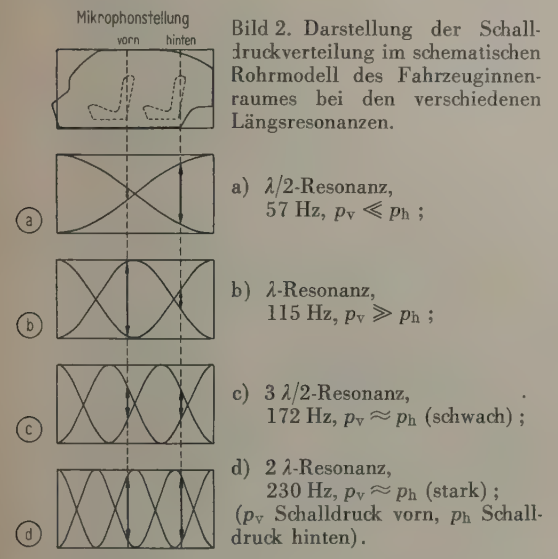 Mikrophonstellung
vorn hinten
Bild 2. Darstellung der Schall-
druckverteilung im schematischen
Rohrmodell des Fahrzeuginnen-
raumes bei den verschiedenen
Längsresonanzen.
a
a) λ/2-Resonanz,
57 Hz, pv ≪ ph ;
b
b) λ-Resonanz,
115 Hz, pv ≫ ph ;
c
c) 3 λ/2-Resonanz,
172 Hz, pv ≈ ph (schwach) ;
d
d) 2 λ-Resonanz,
230 Hz, pv ≈ ph (stark) ;
(pv Schalldruck vorn, ph Schall-
druck hinten).